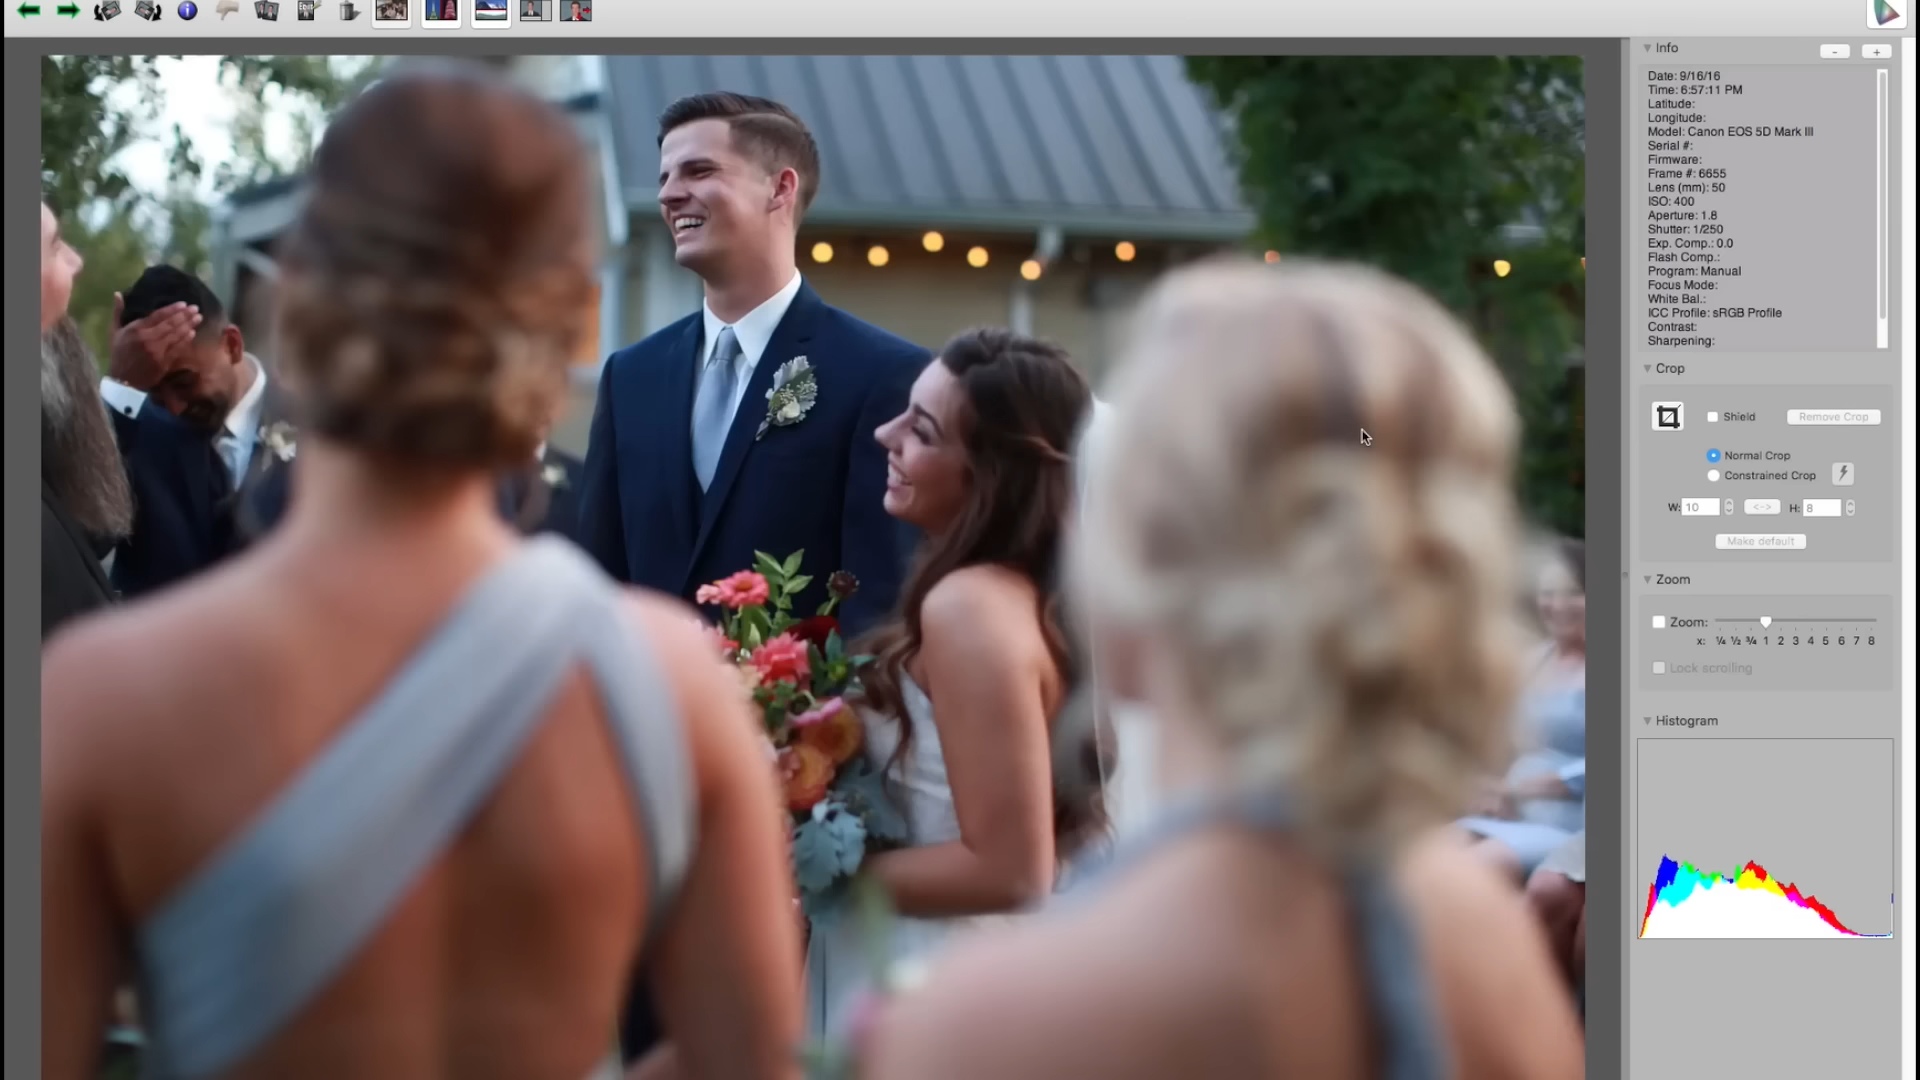 Edit
Info
-
+
Date: 9/16/16
Time: 6:57:11 PM
Latitude:
Longitude:
Model: Canon EOS 5D Mark III
Serial #:
Firmware:
Frame #: 6655
Lens (mm): 50
ISO: 400
Aperture: 1.8
Shutter: 1/250
Exp. Comp.: 0.0
Flash Comp.:
Program: Manual
Focus Mode:
White Bal.:
ICC Profile: sRGB Profile
Contrast:
Sharpening:
Crop
Shield
Remove Crop
Normal Crop
Constrained Crop
W: 10 <-> H: 8
Make default
Zoom
Zoom:
x: ¼ ½ ¾ 1 2 3 4 5 6 7 8
Lock scrolling
Histogram